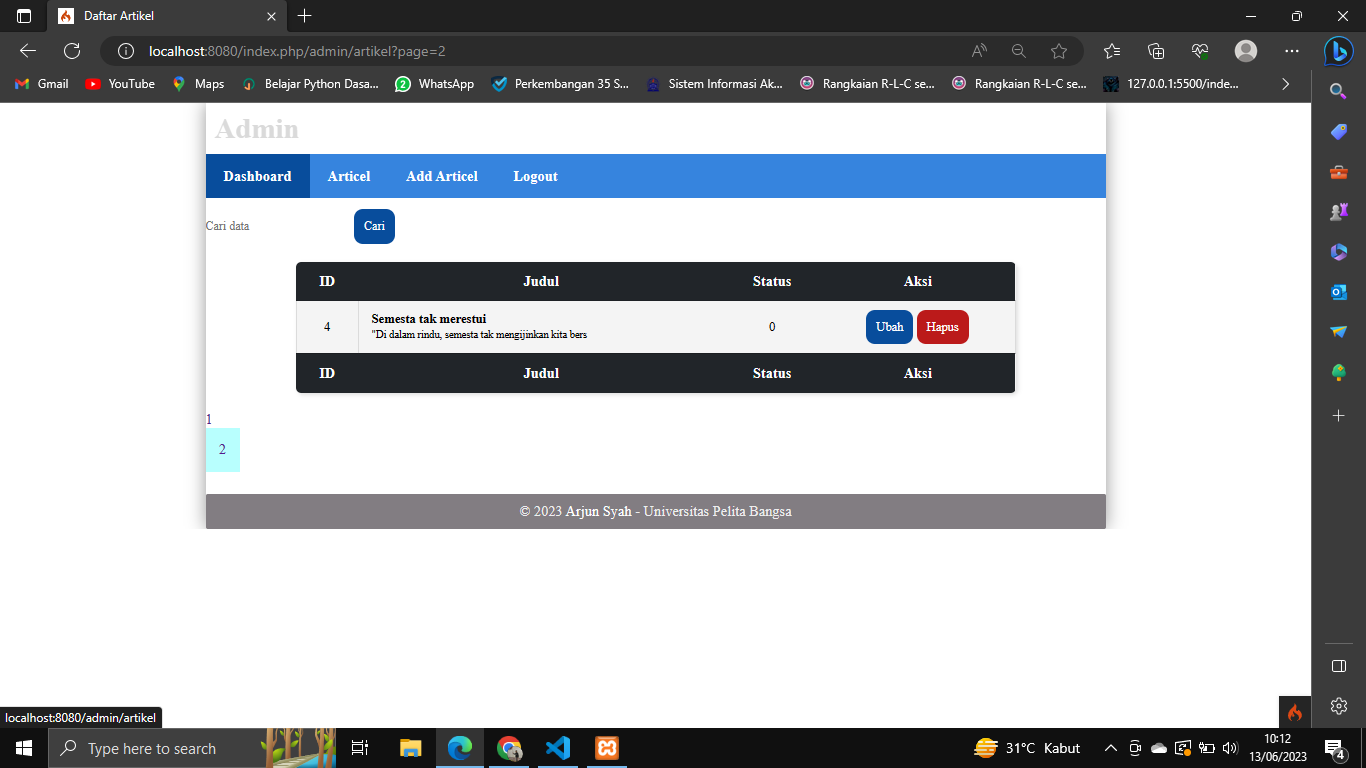 Daftar Artikel
localhost:8080/index.php/admin/artikel?page=2
Gmail YouTube Maps Belajar Python Dasa... WhatsApp Perkembangan 35 S... Sistem Informasi Ak... Rangkaian R-L-C se... Rangkaian R-L-C se... 127.0.0.1:5500/inde...
Admin
Dashboard Articel Add Articel Logout
Cari data Cari
ID Judul Status Aksi
4 Semesta tak merestui 0 Ubah Hapus
"Di dalam rindu, semesta tak mengijinkan kita bers
ID Judul Status Aksi
1
2
© 2023 Arjun Syah - Universitas Pelita Bangsa
localhost:8080/admin/artikel
Type here to search
31°C Kabut
10:12
13/06/2023
4